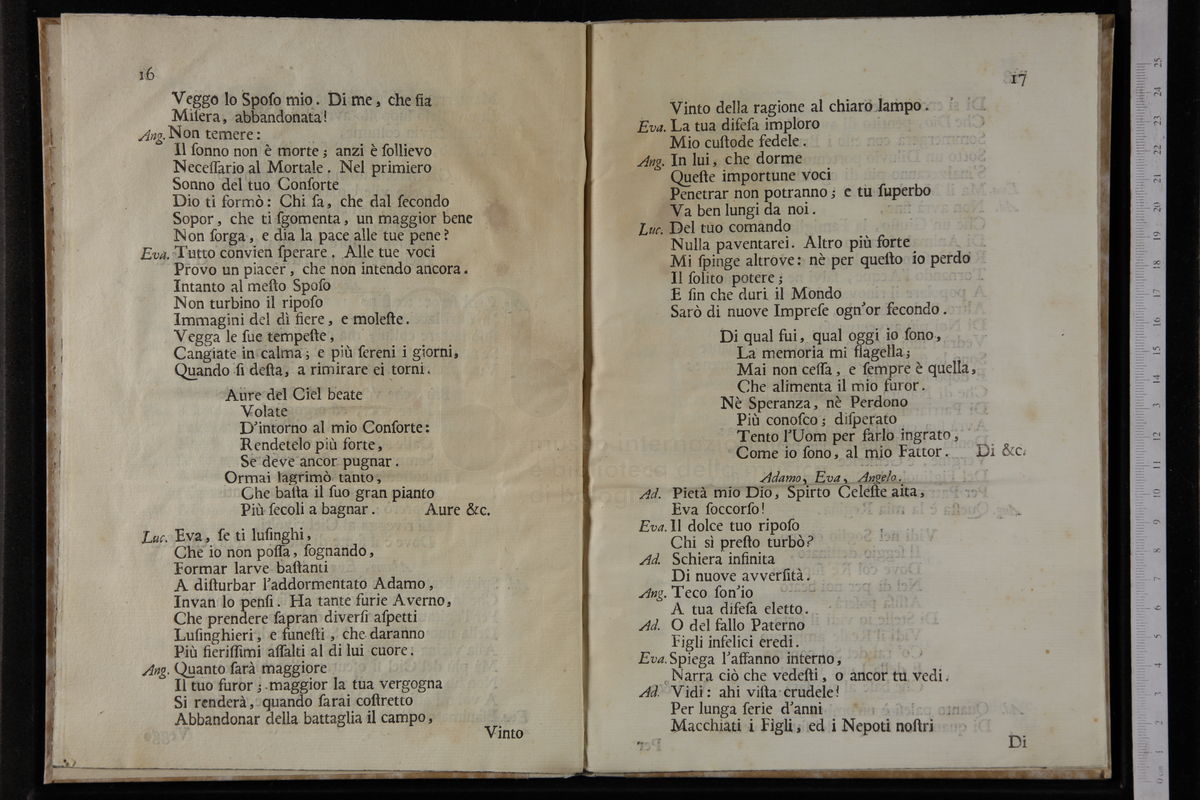 16
Veggo lo Spoſo mio. Di me, che ſia
Miſera, abbandonata!
Ang. Non temere:
Il ſonno non è morte; anzi è ſollievo
Neceſſario al Mortale. Nel primiero
Sonno del tuo Conſorte
Dio ti formò: Chi ſa, che dal ſecondo
Sopor, che ti ſgomenta, un maggior bene
Non ſorga, e dia la pace alle tue pene?
Eva. Tutto convien ſperare. Alle tue voci
Provo un piacer, che non intendo ancora.
Intanto al meſto Spoſo
Non turbino il ripoſo
Immagini del dì fiere, e moleſte.
Vegga le ſue tempeſte,
Cangiate in calma; e più ſereni i giorni,
Quando ſi deſta, a rimirare ei torni.
Aure del Ciel beate
Volate
D'intorno al mio Conſorte:
Rendetelo più forte,
Se deve ancor pugnar.
Ormai lagrimò tanto,
Che baſta il ſuo gran pianto
Più ſecoli a bagnar. Aure &c.
Luc. Eva, ſe ti luſinghi,
Che io non poſſa, ſognando,
Formar larve baſtanti
A diſturbar l'addormentato Adamo,
Invan lo penſi. Ha tante furie Averno,
Che prendere ſapran diverſi aſpetti
Luſinghieri, e funeſti, che daranno
Più fieriſſimi aſſalti al di lui cuore.
Ang. Quanto ſarà maggiore
Il tuo furor; maggior la tua vergogna
Si renderà, quando ſarai coſtretto
Abbandonar della battaglia il campo,
Vinto
17
Vinto della ragione al chiaro lampo.
Eva. La tua difeſa imploro
Mio cuſtode fedele.
Ang. In lui, che dorme
Queſte importune voci
Penetrar non potranno; e tu ſuperbo
Va ben lungi da noi.
Luc. Del tuo comando
Nulla paventarei. Altro più forte
Mi ſpinge altrove: nè per queſto io perdo
Il ſolito potere;
E ſin che duri il Mondo
Sarò di nuove Impreſe ogn'or fecondo.
Di qual fui, qual oggi io ſono,
La memoria mi flagella;
Mai non ceſſa, e ſempre è quella,
Che alimenta il mio furor.
Nè Speranza, nè Perdono
Più conoſco; diſperato
Tento l'Uom per farlo ingrato,
Come io ſono, al mio Fattor. Di &c.
Adamo, Eva, Angelo.
Ad. Pietà mio Dio, Spirto Celeſte aita,
Eva ſoccorſo!
Eva. Il dolce tuo ripoſo
Chi sì preſto turbò?
Ad. Schiera infinita
Di nuove avverſità.
Ang. Teco ſon'io
A tua difeſa eletto.
Ad. O del fallo Paterno
Figli infelici eredi.
Eva. Spiega l'affanno interno,
Narra ciò che vedeſti, o ancor tu vedi.
Ad. Vidi: ahi viſta crudele!
Per lunga ſerie d'anni
Macchiati i Figli, ed i Nepoti noſtri
Di